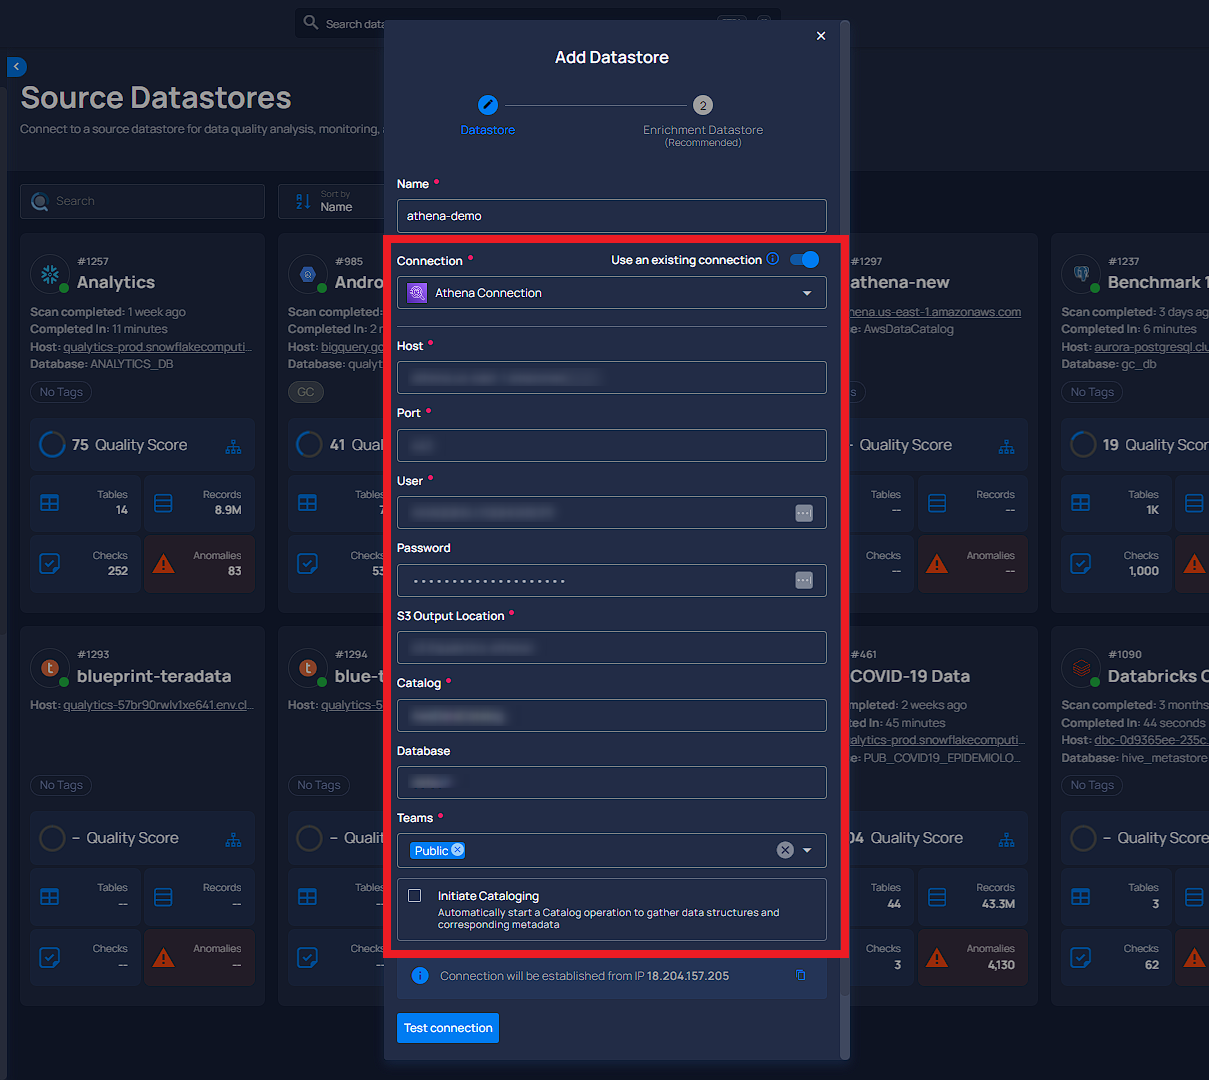 Search data
Source Datastores
Connect to a source datastore for data quality analysis, monitoring,
Search
Sort by
Name
#1257
Analytics
Scan completed: 1 week ago
Completed In: 11 minutes
Host: qualytics-prod.snowflakecomputi...
Database: ANALYTICS_DB
No Tags
75 Quality Score
Tables
14
Records
8.9M
Checks
252
Anomalies
83
#985
Andro
Scan completed:
Completed In: 2 m
Host: bigquery.go
Database: qualyt
GC
41 Qual
Tables
7
Checks
53
#1293
blueprint-teradata
Host: qualytics-57br90rwlv1xe641.env.cl...
No Tags
– Quality Score
Tables
--
Records
--
Checks
--
Anomalies
--
#1294
blue-t
Host: qualytics-5
No Tags
– Qualit
Tables
--
Checks
--
Add Datastore
Datastore
2
Enrichment Datastore
(Recommended)
Name *
athena-demo
Connection *
Use an existing connection
Athena Connection
Host *
Port *
User *
Password
••••••••••••••••••••
S3 Output Location *
Catalog *
Database
Teams *
Public
Initiate Cataloging
Automatically start a Catalog operation to gather data structures and
corresponding metadata
Connection will be established from IP 18.204.157.205
Test connection
#1297
athena-new
hena.us-east-1.amazonaws.com
e: AwsDataCatalog
s
- Quality Score
Tables
--
Records
--
Checks
--
Anomalies
--
#1237
Benchmark 1
Scan completed: 3 days ag
Completed In: 6 minutes
Host: aurora-postgresql.clu
Database: gc_db
No Tags
19 Quality Score
Tables
1K
Checks
1,000
#461
COVID-19 Data
mpleted: 2 weeks ago
ed In: 45 minutes
alytics-prod.snowflakecomputi...
e: PUB_COVID19_EPIDEMIOLO...
04 Quality Score
Tables
44
Records
43.3M
Checks
3
Anomalies
4,130
#1090
Databricks C
Scan completed: 3 months
Completed In: 44 seconds
Host: dbc-0d9365ee-235c.
Database: hive_metastore
No Tags
– Quality Score
Tables
3
Checks
62